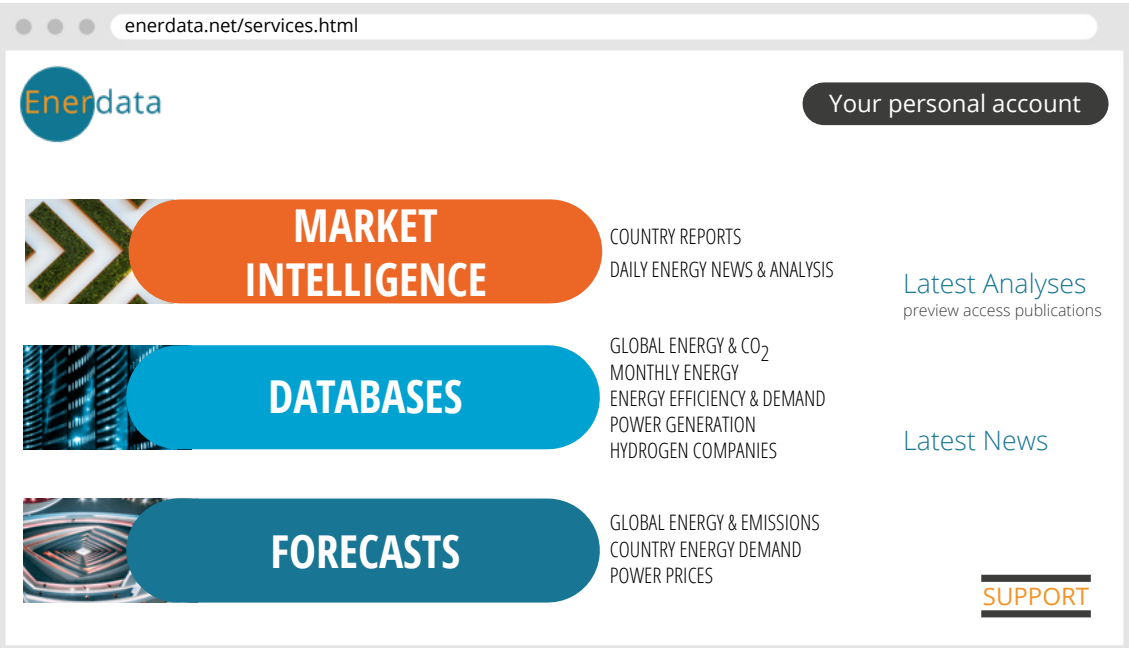 enerdata.net/services.html
Enerdata
Your personal account
MARKET
INTELLIGENCE
COUNTRY REPORTS
DAILY ENERGY NEWS & ANALYSIS
Latest Analyses
preview access publications
DATABASES
GLOBAL ENERGY & CO2
MONTHLY ENERGY
ENERGY EFFICIENCY & DEMAND
POWER GENERATION
HYDROGEN COMPANIES
Latest News
FORECASTS
GLOBAL ENERGY & EMISSIONS
COUNTRY ENERGY DEMAND
POWER PRICES
SUPPORT